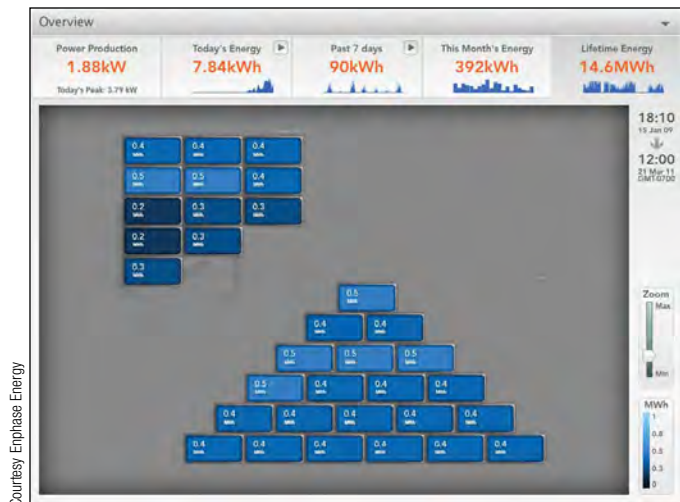 Overview
Power Production
1.88kW
Today's Peak: 3.79 kW
Today's Energy
7.84kWh
Past 7 days
90kWh
This Month's Energy
392kWh
Lifetime Energy
14.6MWh
18:10
15 Jan 09
12:00
21 Mar 11
GMT-0700
0.4 0.4 0.4
0.5 0.5 0.4
0.2 0.3 0.3
0.2 0.3
0.3
0.5
0.4 0.4
0.5 0.5 0.5
0.5 0.4 0.4 0.4
0.4 0.4 0.4 0.4 0.4
0.4 0.4 0.4 0.4 0.4 0.4
Zoom
Max
Min
MWh
1
0.8
0.5
0.3
0
Courtesy Enphase Energy